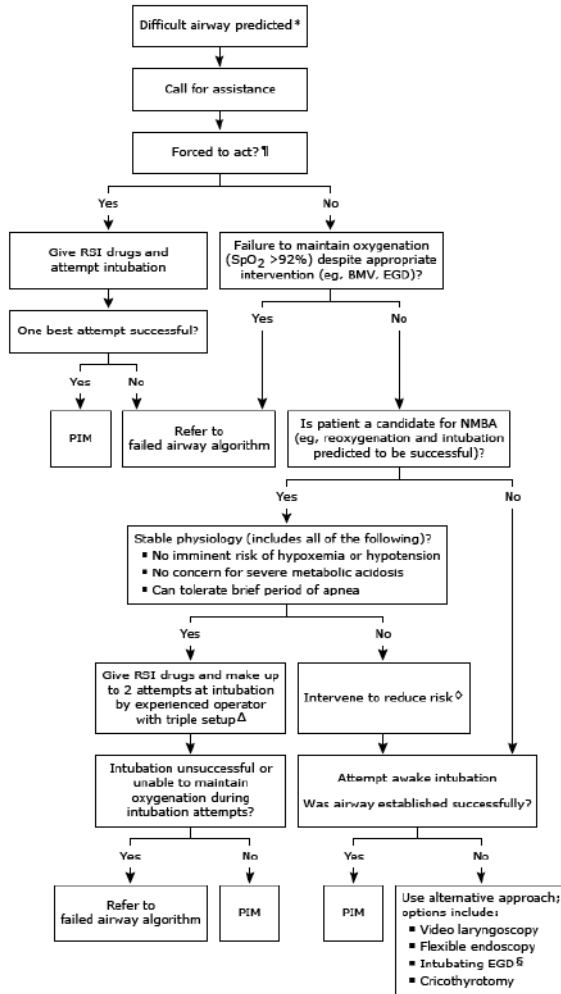 Difficult airway predicted*
Call for assistance
Forced to act?¶
Yes
No
Give RSI drugs and
attempt intubation
Failure to maintain oxygenation
(SpO2 >92%) despite appropriate
intervention (eg, BMV, EGD)?
One best attempt successful?
Yes
No
Yes
No
PIM
Refer to
failed airway algorithm
Is patient a candidate for NMBA
(eg, reoxygenation and intubation
predicted to be successful)?
Yes
No
Stable physiology (includes all of the following)?
▪ No imminent risk of hypoxemia or hypotension
▪ No concern for severe metabolic acidosis
▪ Can tolerate brief period of apnea
Yes
No
Give RSI drugs and make up
to 2 attempts at intubation
by experienced operator
with triple setupΔ
Intervene to reduce risk◊
Intubation unsuccessful or
unable to maintain
oxygenation during
intubation attempts?
Attempt awake intubation
Was airway established successfully?
Yes
No
Yes
No
Refer to
failed airway algorithm
PIM
PIM
Use alternative approach;
options include:
▪ Video laryngoscopy
▪ Flexible endoscopy
▪ Intubating EGD§
▪ Cricothyrotomy